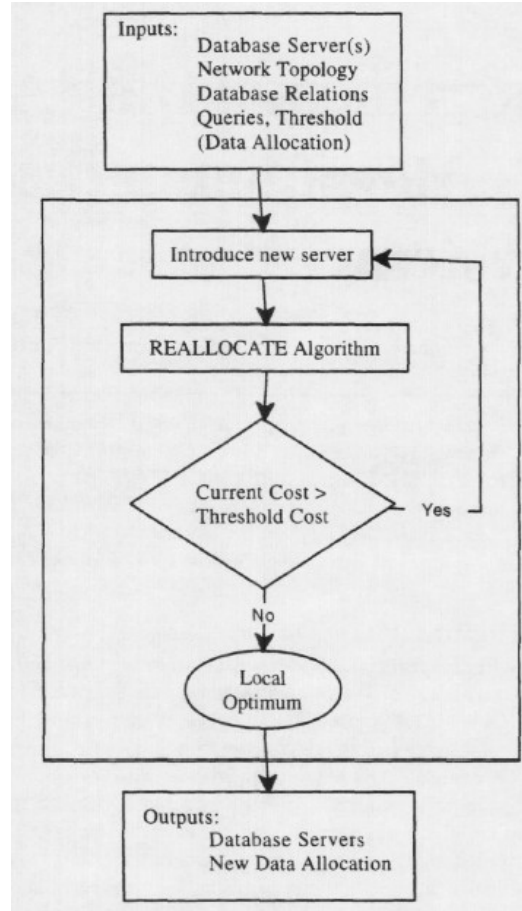 Inputs:
Database Server(s)
Network Topology
Database Relations
Queries, Threshold
(Data Allocation)
Introduce new server
REALLOCATE Algorithm
Current Cost >
Threshold Cost
Yes
No
Local
Optimum
Outputs:
Database Servers
New Data Allocation